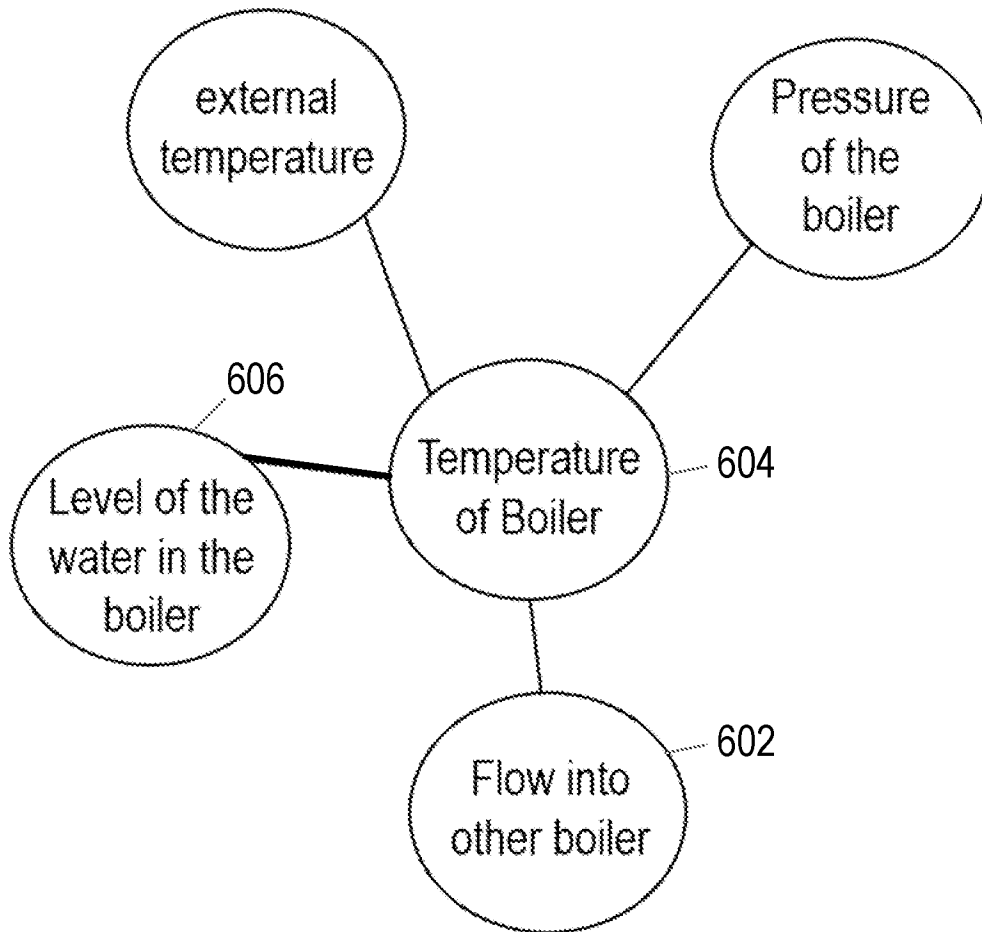 external
temperature
Pressure
of the
boiler
606
Level of the
water in the
boiler
Temperature
of Boiler
604
602
Flow into
other boiler